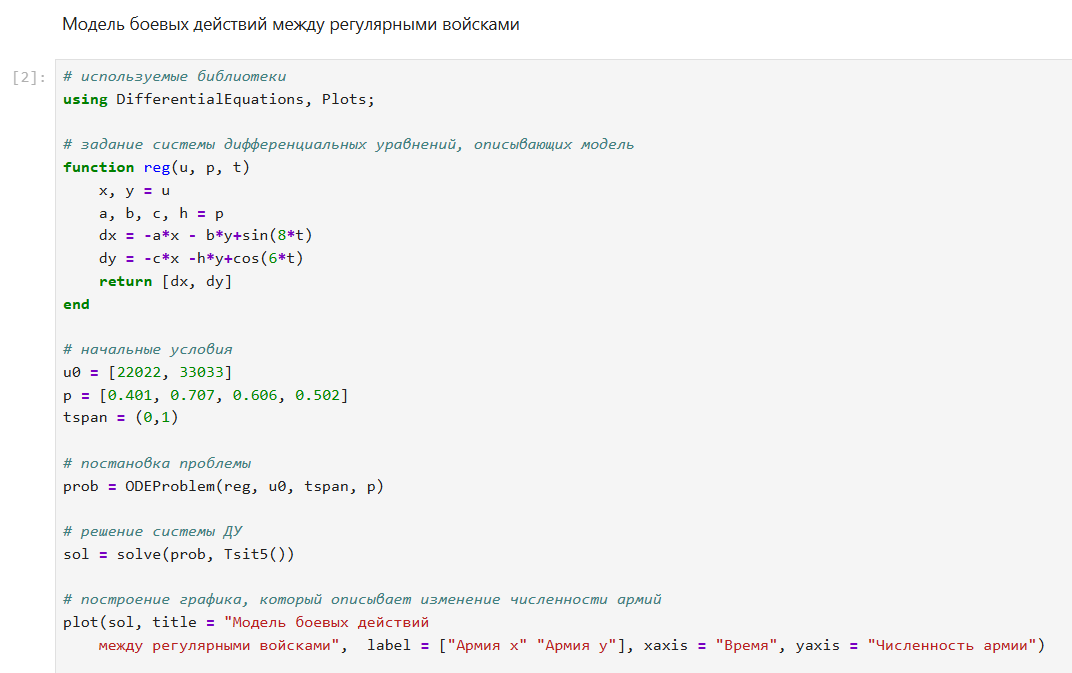 Модель боевых действий между регулярными войсками
[2]:
# используемые библиотеки
using DifferentialEquations, Plots;
# задание системы дифференциальных уравнений, описывающих модель
function reg(u, p, t)
    x, y = u
    a, b, c, h = p
    dx = -a*x - b*y+sin(8*t)
    dy = -c*x -h*y+cos(6*t)
    return [dx, dy]
end
# начальные условия
u0 = [22022, 33033]
p = [0.401, 0.707, 0.606, 0.502]
tspan = (0,1)
# постановка проблемы
prob = ODEProblem(reg, u0, tspan, p)
# решение системы ДУ
sol = solve(prob, Tsit5())
# построение графика, который описывает изменение численности армий
plot(sol, title = "Модель боевых действий
    между регулярными войсками",  label = ["Армия x" "Армия y"], xaxis = "Время", yaxis = "Численность армии")